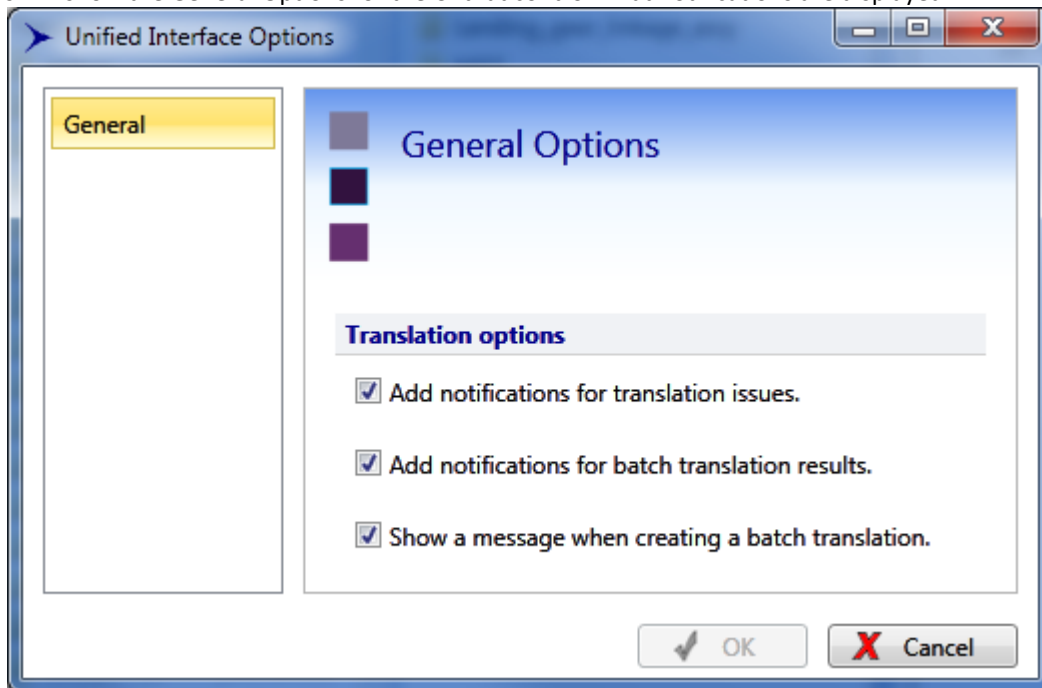 Unified Interface Options
General
General Options
Translation options
Add notifications for translation issues.
Add notifications for batch translation results.
Show a message when creating a batch translation.
OK
X Cancel